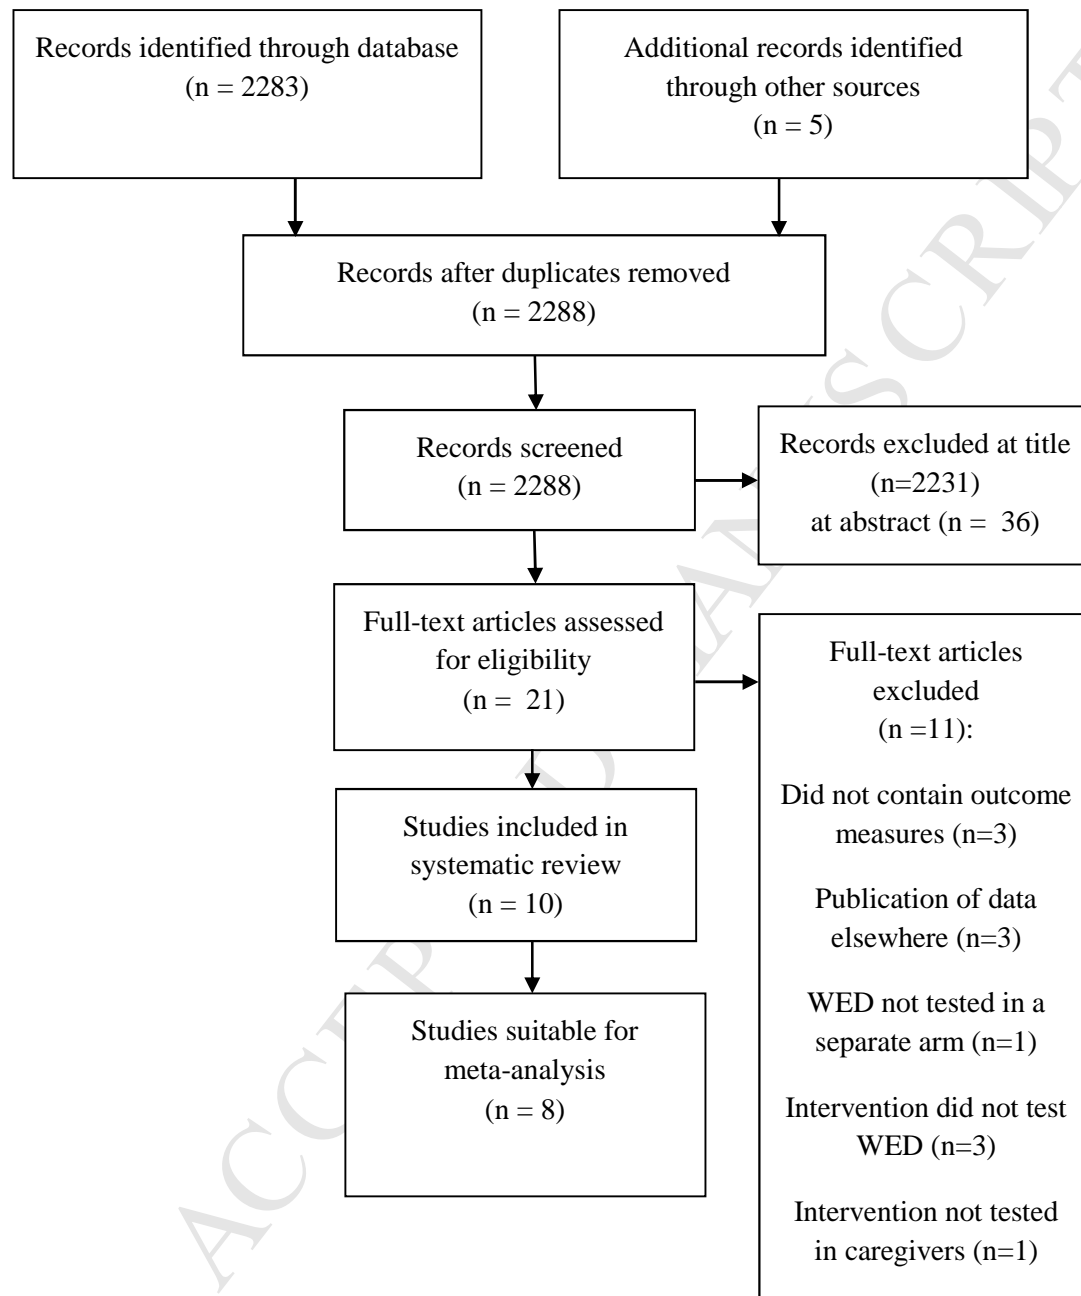 Records identified through database
(n = 2283)
Additional records identified
through other sources
(n = 5)
Records after duplicates removed
(n = 2288)
Records screened
(n = 2288)
Records excluded at title
(n=2231)
at abstract (n =  36)
Full-text articles assessed
for eligibility
(n =  21)
Full-text articles
excluded
(n =11):
Did not contain outcome
measures (n=3)
Publication of data
elsewhere (n=3)
WED not tested in a
separate arm (n=1)
Intervention did not test
WED (n=3)
Intervention not tested
in caregivers (n=1)
Studies included in
systematic review
(n = 10)
Studies suitable for
meta-analysis
(n = 8)
ACCEPTED MANUSCRIPT